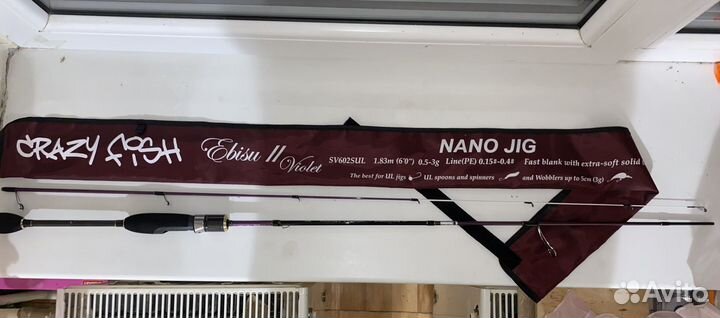 CRAZY FISH Ebisu II Violet NANO JIG
SV602SUL 1.83m (6'0") 0.5-3g Line(PE) 0.15#-0.4# Fast blank with extra-soft solid
The best for UL jigs UL spoons and spinners and Wobblers up to 5cm (3g)
Avito